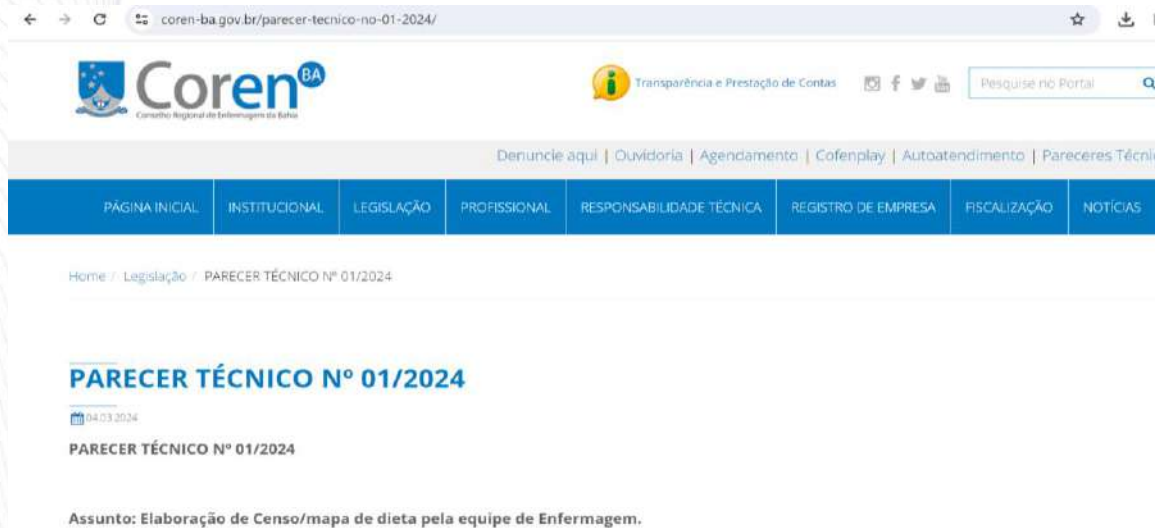 coren-ba.gov.br/parecer-tecnico-no-01-2024/
Coren BA
Conselho Regional de Enfermagem da Bahia
Transparência e Prestação de Contas
Pesquise no Portal
Denuncie aqui | Ouvidoria | Agendamento | Cofenplay | Autoatendimento | Pareceres Técni
PÁGINA INICIAL INSTITUCIONAL LEGISLAÇÃO PROFISSIONAL RESPONSABILIDADE TÉCNICA REGISTRO DE EMPRESA FISCALIZAÇÃO NOTÍCIAS
Home / Legislação / PARECER TÉCNICO Nº 01/2024
PARECER TÉCNICO Nº 01/2024
04.03.2024
PARECER TÉCNICO Nº 01/2024
Assunto: Elaboração de Censo/mapa de dieta pela equipe de Enfermagem.